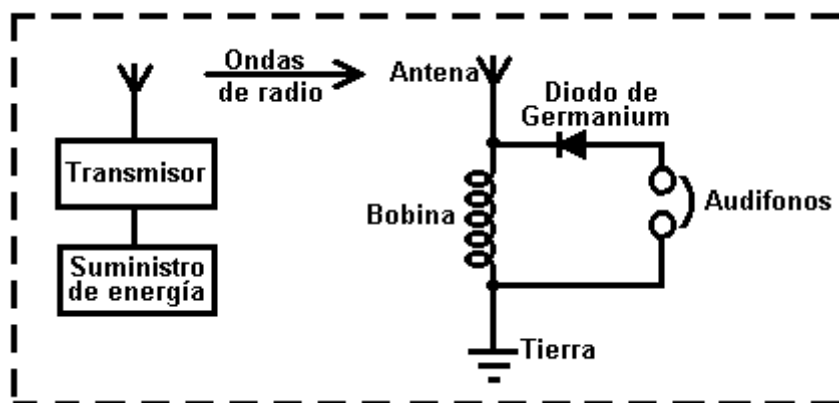 Ondas
de radio
Antena
Diodo de
Germanium
Transmisor
Bobina
Audifonos
Suministro
de energía
Tierra